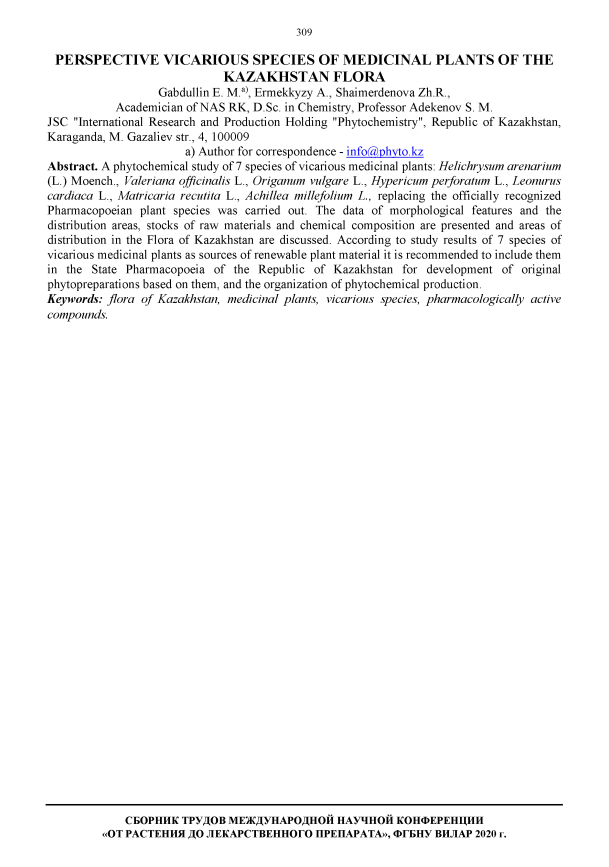 309
PERSPECTIVE VICARIOUS SPECIES OF MEDICINAL PLANTS OF THE
KAZAKHSTAN FLORA
Gabdullin E. M.a), Ermekkyzy A., Shaimerdenova Zh.R.,
Academician of NAS RK, D.Sc. in Chemistry, Professor Adekenov S. M.
JSC "International Research and Production Holding "Phytochemistry", Republic of Kazakhstan,
Karaganda, M. Gazaliev str., 4, 100009
a) Author for correspondence - info@phyto.kz
Abstract. A phytochemical study of 7 species of vicarious medicinal plants: Helichrysum arenarium
(L.) Moench., Valeriana officinalis L., Origanum vulgare L., Hypericum perforatum L., Leonurus
cardiaca L., Matricaria recutita L., Achillea millefolium L., replacing the officially recognized
Pharmacopoeian plant species was carried out. The data of morphological features and the
distribution areas, stocks of raw materials and chemical composition are presented and areas of
distribution in the Flora of Kazakhstan are discussed. According to study results of 7 species of
vicarious medicinal plants as sources of renewable plant material it is recommended to include them
in the State Pharmacopoeia of the Republic of Kazakhstan for development of original
phytopreparations based on them, and the organization of phytochemical production.
Keywords: flora of Kazakhstan, medicinal plants, vicarious species, pharmacologically active
compounds.
СБОРНИК ТРУДОВ МЕЖДУНАРОДНОЙ НАУЧНОЙ КОНФЕРЕНЦИИ
«ОТ РАСТЕНИЯ ДО ЛЕКАРСТВЕННОГО ПРЕПАРАТА», ФГБНУ ВИЛАР 2020 г.